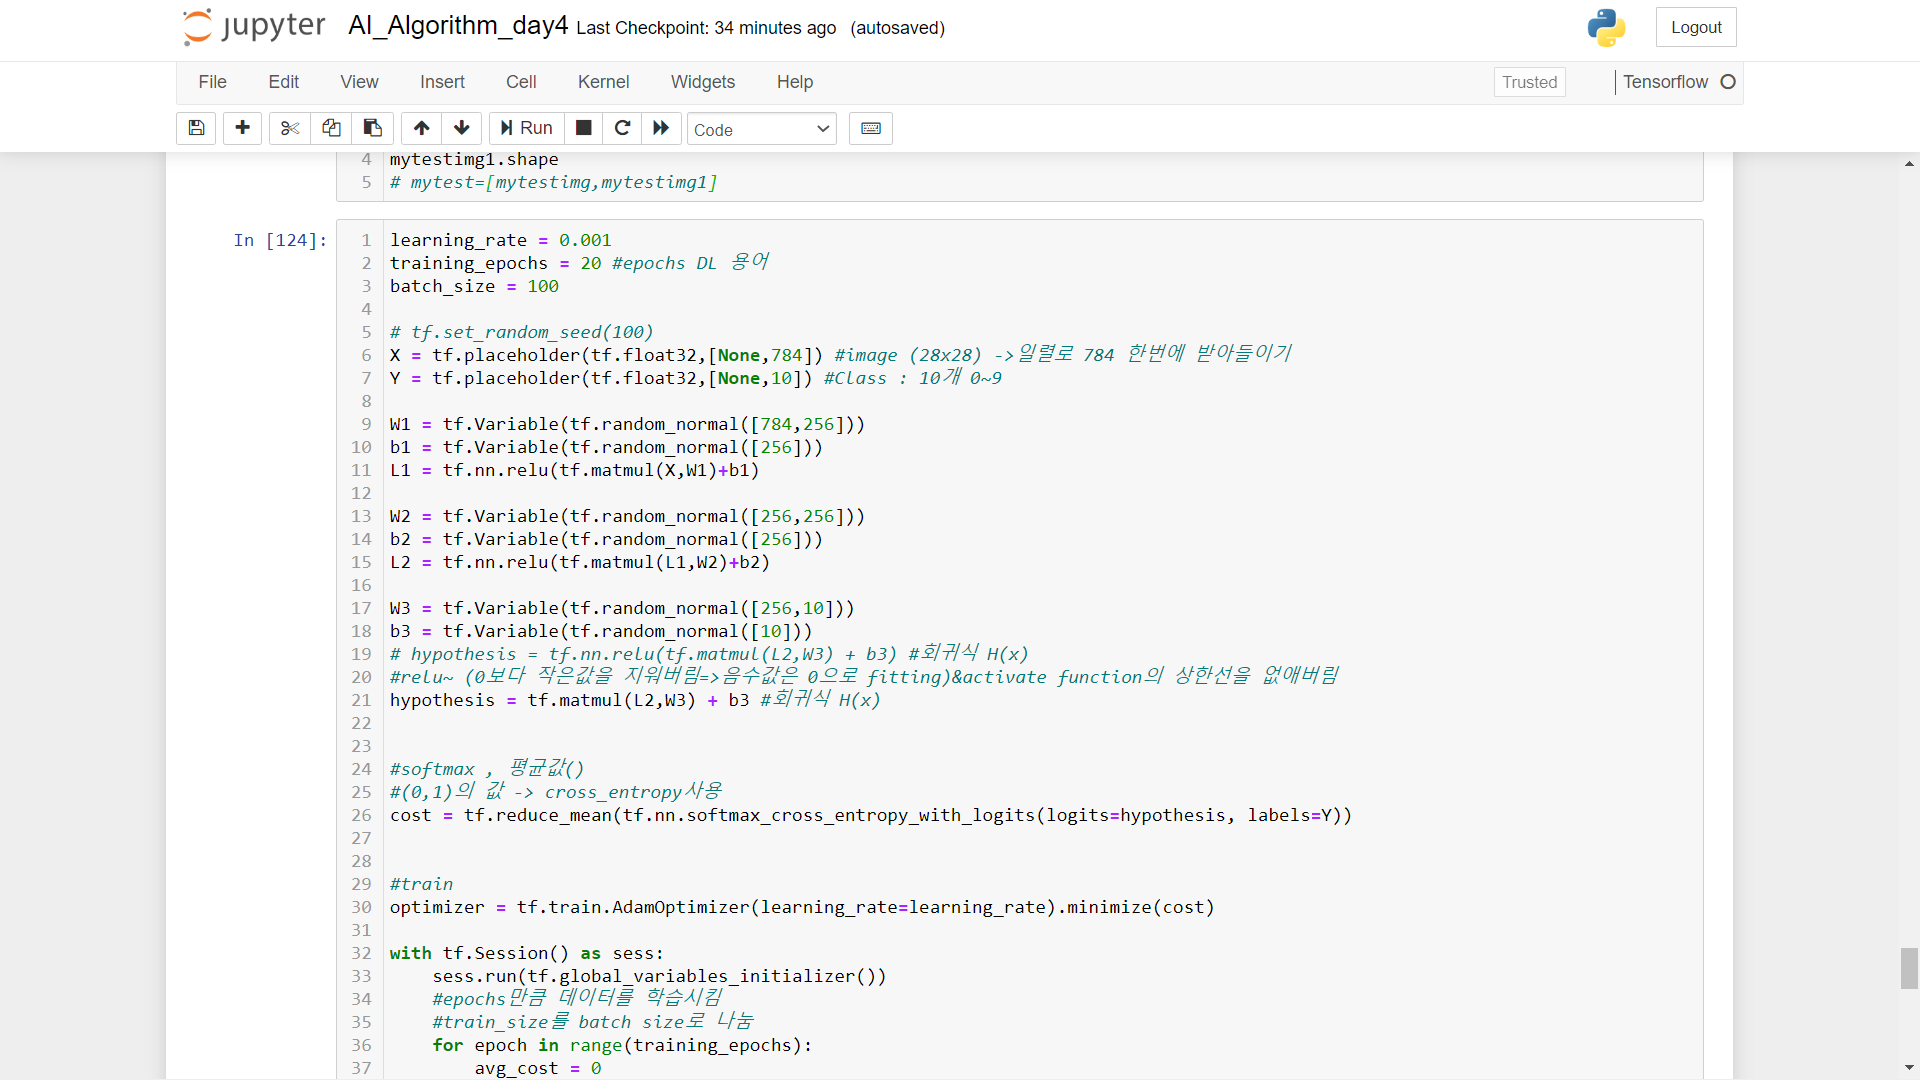 jupyter AI_Algorithm_day4 Last Checkpoint: 34 minutes ago (autosaved) Logout
File Edit View Insert Cell Kernel Widgets Help Trusted Tensorflow
Run Code
4 mytestimg1.shape
5 # mytest=[mytestimg,mytestimg1]
In [124]:
1 learning_rate = 0.001
2 training_epochs = 20 #epochs DL 용어
3 batch_size = 100
4
5 # tf.set_random_seed(100)
6 X = tf.placeholder(tf.float32,[None,784]) #image (28x28) ->일렬로 784 한번에 받아들이기
7 Y = tf.placeholder(tf.float32,[None,10]) #Class : 10개 0~9
8
9 W1 = tf.Variable(tf.random_normal([784,256]))
10 b1 = tf.Variable(tf.random_normal([256]))
11 L1 = tf.nn.relu(tf.matmul(X,W1)+b1)
12
13 W2 = tf.Variable(tf.random_normal([256,256]))
14 b2 = tf.Variable(tf.random_normal([256]))
15 L2 = tf.nn.relu(tf.matmul(L1,W2)+b2)
16
17 W3 = tf.Variable(tf.random_normal([256,10]))
18 b3 = tf.Variable(tf.random_normal([10]))
19 # hypothesis = tf.nn.relu(tf.matmul(L2,W3) + b3) #회귀식 H(x)
20 #relu~ (0보다 작은값을 지워버림=>음수값은 0으로 fitting)&activate function의 상한선을 없애버림
21 hypothesis = tf.matmul(L2,W3) + b3 #회귀식 H(x)
22
23
24 #softmax , 평균값()
25 #(0,1)의 값 -> cross_entropy사용
26 cost = tf.reduce_mean(tf.nn.softmax_cross_entropy_with_logits(logits=hypothesis, labels=Y))
27
28
29 #train
30 optimizer = tf.train.AdamOptimizer(learning_rate=learning_rate).minimize(cost)
31
32 with tf.Session() as sess:
33     sess.run(tf.global_variables_initializer())
34     #epochs만큼 데이터를 학습시킴
35     #train_size를 batch size로 나눔
36     for epoch in range(training_epochs):
37         avg_cost = 0